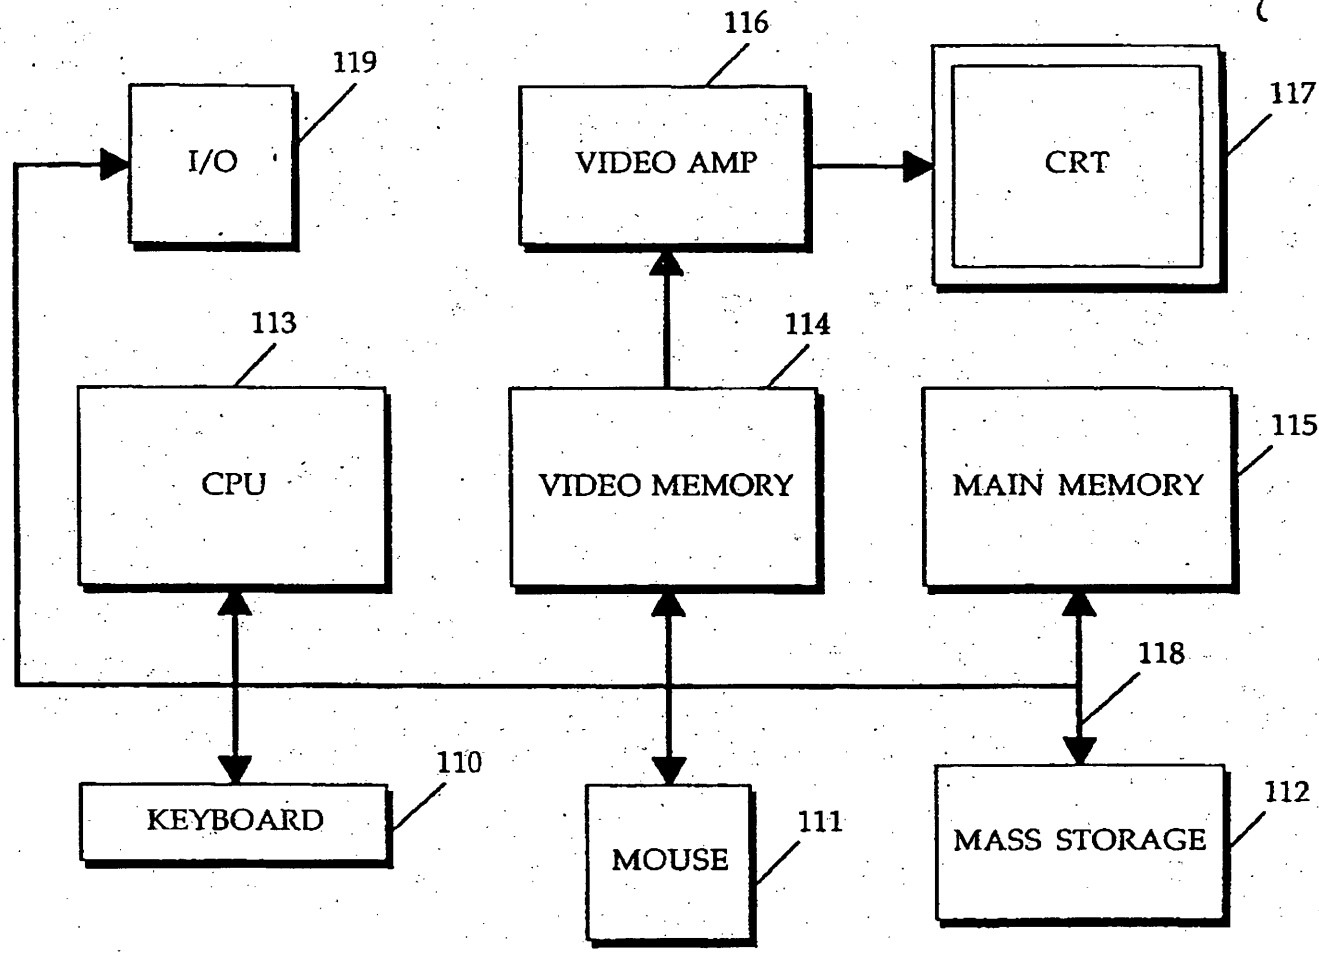 116
119
117
I/O
VIDEO AMP
CRT
113
114
115
CPU
VIDEO MEMORY
MAIN MEMORY
118
110
112
KEYBOARD
111
MOUSE
MASS STORAGE